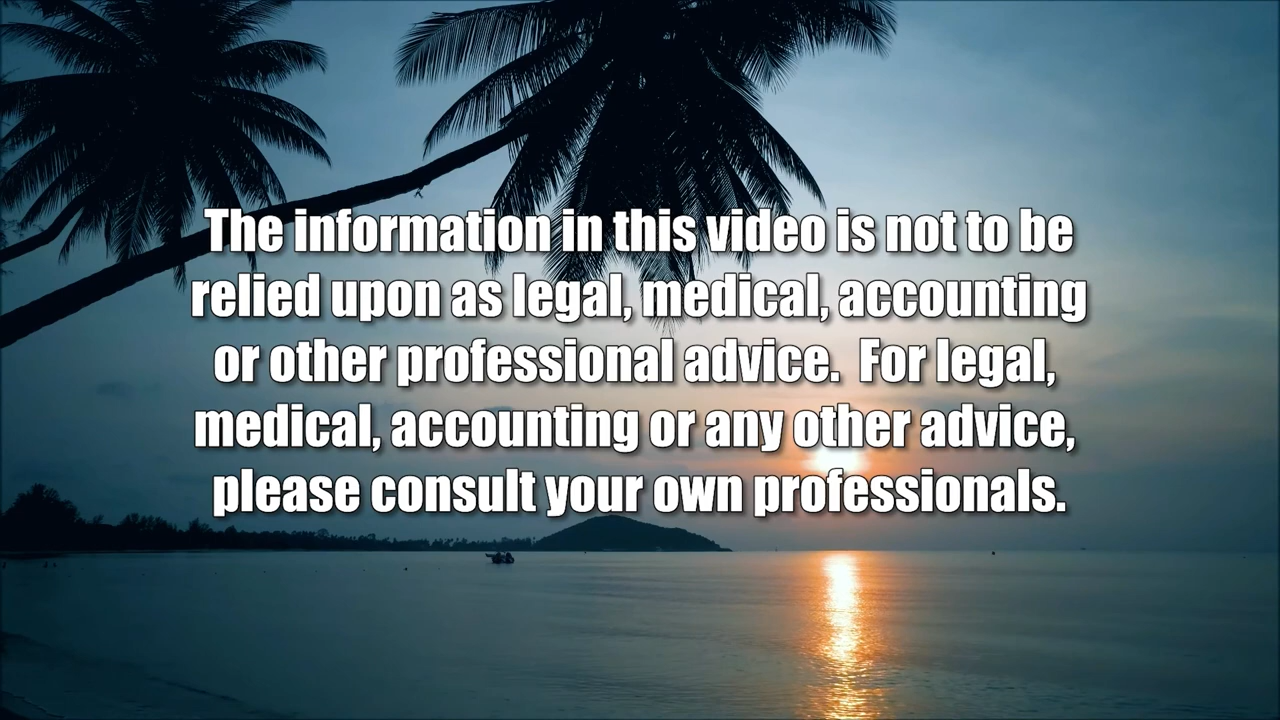 The information in this video is not to be
relied upon as legal, medical, accounting
or other professional advice.  For legal,
medical, accounting or any other advice,
please consult your own professionals.